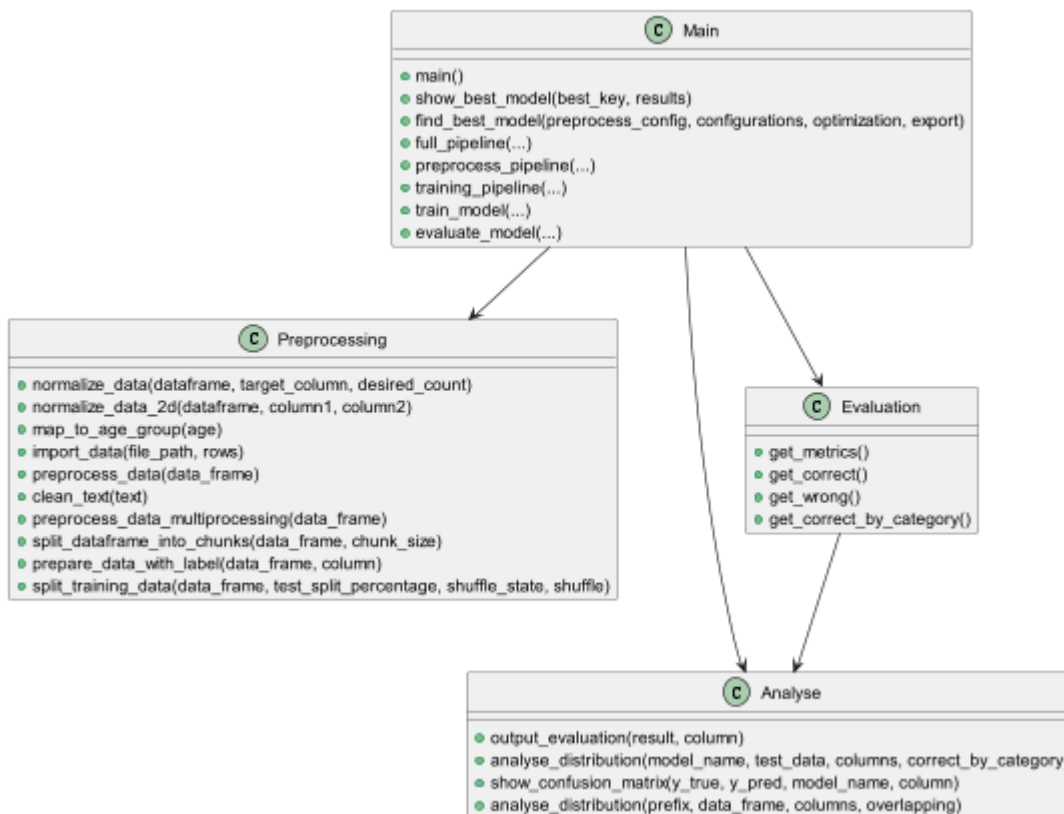 C Main
main()
show_best_model(best_key, results)
find_best_model(preprocess_config, configurations, optimization, export)
full_pipeline(...)
preprocess_pipeline(...)
training_pipeline(...)
train_model(...)
evaluate_model(...)
C Preprocessing
normalize_data(dataframe, target_column, desired_count)
normalize_data_2d(dataframe, column1, column2)
map_to_age_group(age)
import_data(file_path, rows)
preprocess_data(data_frame)
clean_text(text)
preprocess_data_multiprocessing(data_frame)
split_dataframe_into_chunks(data_frame, chunk_size)
prepare_data_with_label(data_frame, column)
split_training_data(data_frame, test_split_percentage, shuffle_state, shuffle)
C Evaluation
get_metrics()
get_correct()
get_wrong()
get_correct_by_category()
C Analyse
output_evaluation(result, column)
analyse_distribution(model_name, test_data, columns, correct_by_category
show_confusion_matrix(y_true, y_pred, model_name, column)
analyse_distribution(prefix, data_frame, columns, overlapping)